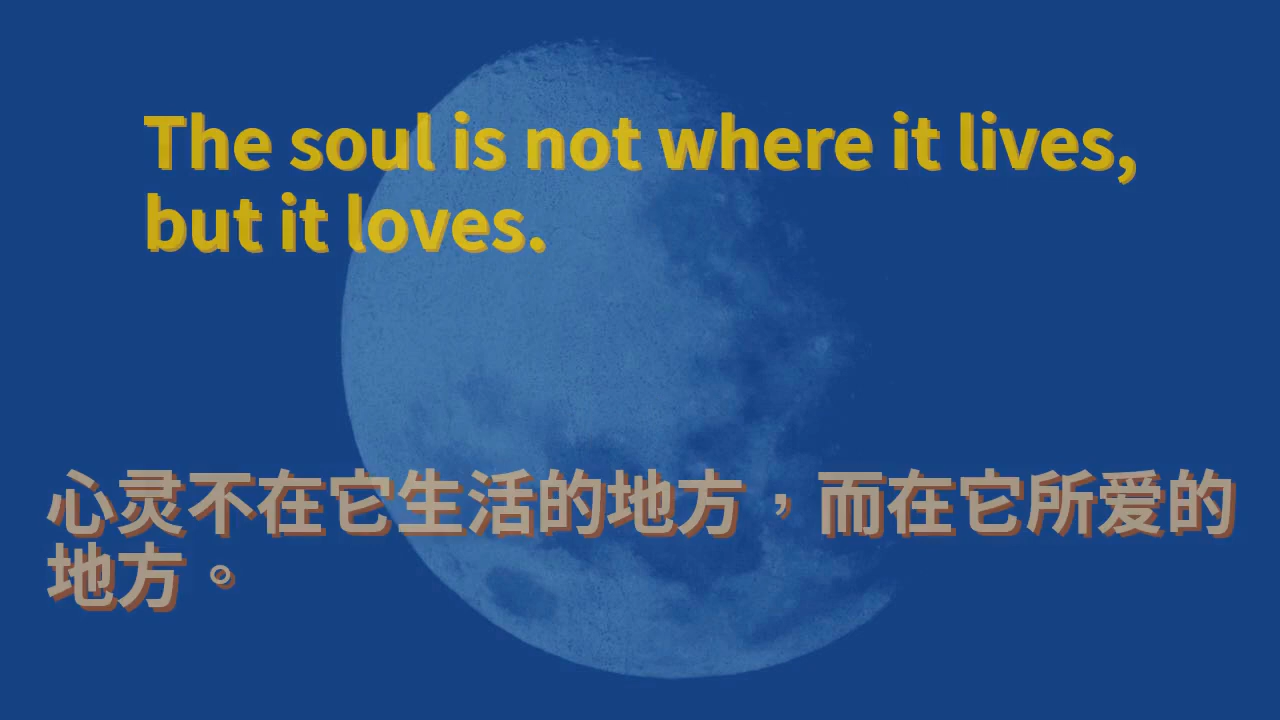 The soul is not where it lives,
but it loves.
心灵不在它生活的地方，而在它所爱的
地方。